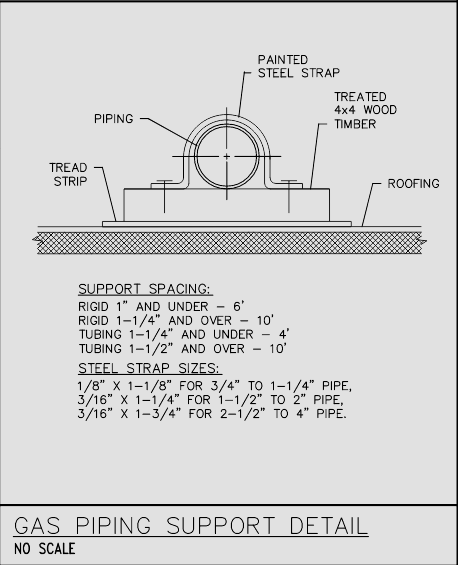 PAINTED
STEEL STRAP
TREATED
4x4 WOOD
TIMBER
PIPING
TREAD
STRIP
ROOFING
SUPPORT SPACING:
RIGID 1" AND UNDER – 6'
RIGID 1-1/4" AND OVER – 10'
TUBING 1-1/4" AND UNDER – 4'
TUBING 1-1/2" AND OVER – 10'
STEEL STRAP SIZES:
1/8" X 1-1/8" FOR 3/4" TO 1-1/4" PIPE,
3/16" X 1-1/4" FOR 1-1/2" TO 2" PIPE,
3/16" X 1-3/4" FOR 2-1/2" TO 4" PIPE.
GAS PIPING SUPPORT DETAIL
NO SCALE